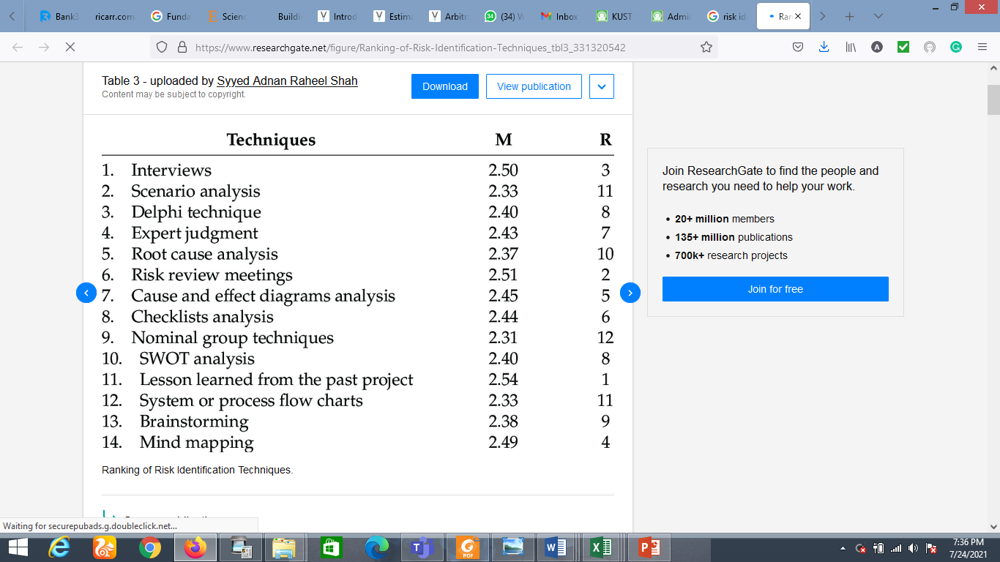 Bank3 ricarr.com Funda Scienc Buildi Introd Estima Arbitra (34) W Inbox KUST Admin risk id Ran
https://www.researchgate.net/figure/Ranking-of-Risk-Identification-Techniques_tbl3_331320542
Table 3 - uploaded by Syyed Adnan Raheel Shah
Content may be subject to copyright.
Download View publication
Techniques M R
1. Interviews 2.50 3
2. Scenario analysis 2.33 11
3. Delphi technique 2.40 8
4. Expert judgment 2.43 7
5. Root cause analysis 2.37 10
6. Risk review meetings 2.51 2
7. Cause and effect diagrams analysis 2.45 5
8. Checklists analysis 2.44 6
9. Nominal group techniques 2.31 12
10. SWOT analysis 2.40 8
11. Lesson learned from the past project 2.54 1
12. System or process flow charts 2.33 11
13. Brainstorming 2.38 9
14. Mind mapping 2.49 4
Ranking of Risk Identification Techniques.
Join ResearchGate to find the people and
research you need to help your work.
• 20+ million members
• 135+ million publications
• 700k+ research projects
Join for free
Waiting for securepubads.g.doubleclick.net...
7:36 PM
7/24/2021